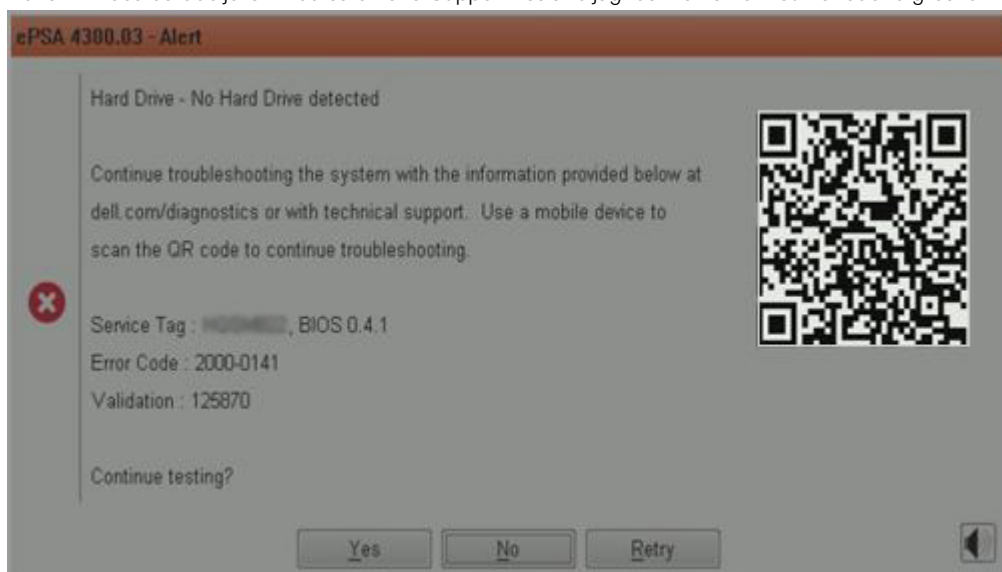 ePSA 4300.03 - Alert
Hard Drive - No Hard Drive detected
Continue troubleshooting the system with the information provided below at
dell.com/diagnostics or with technical support. Use a mobile device to
scan the QR code to continue troubleshooting.
Service Tag : , BIOS 0.4.1
Error Code : 2000-0141
Validation : 125870
Continue testing?
Yes No Retry